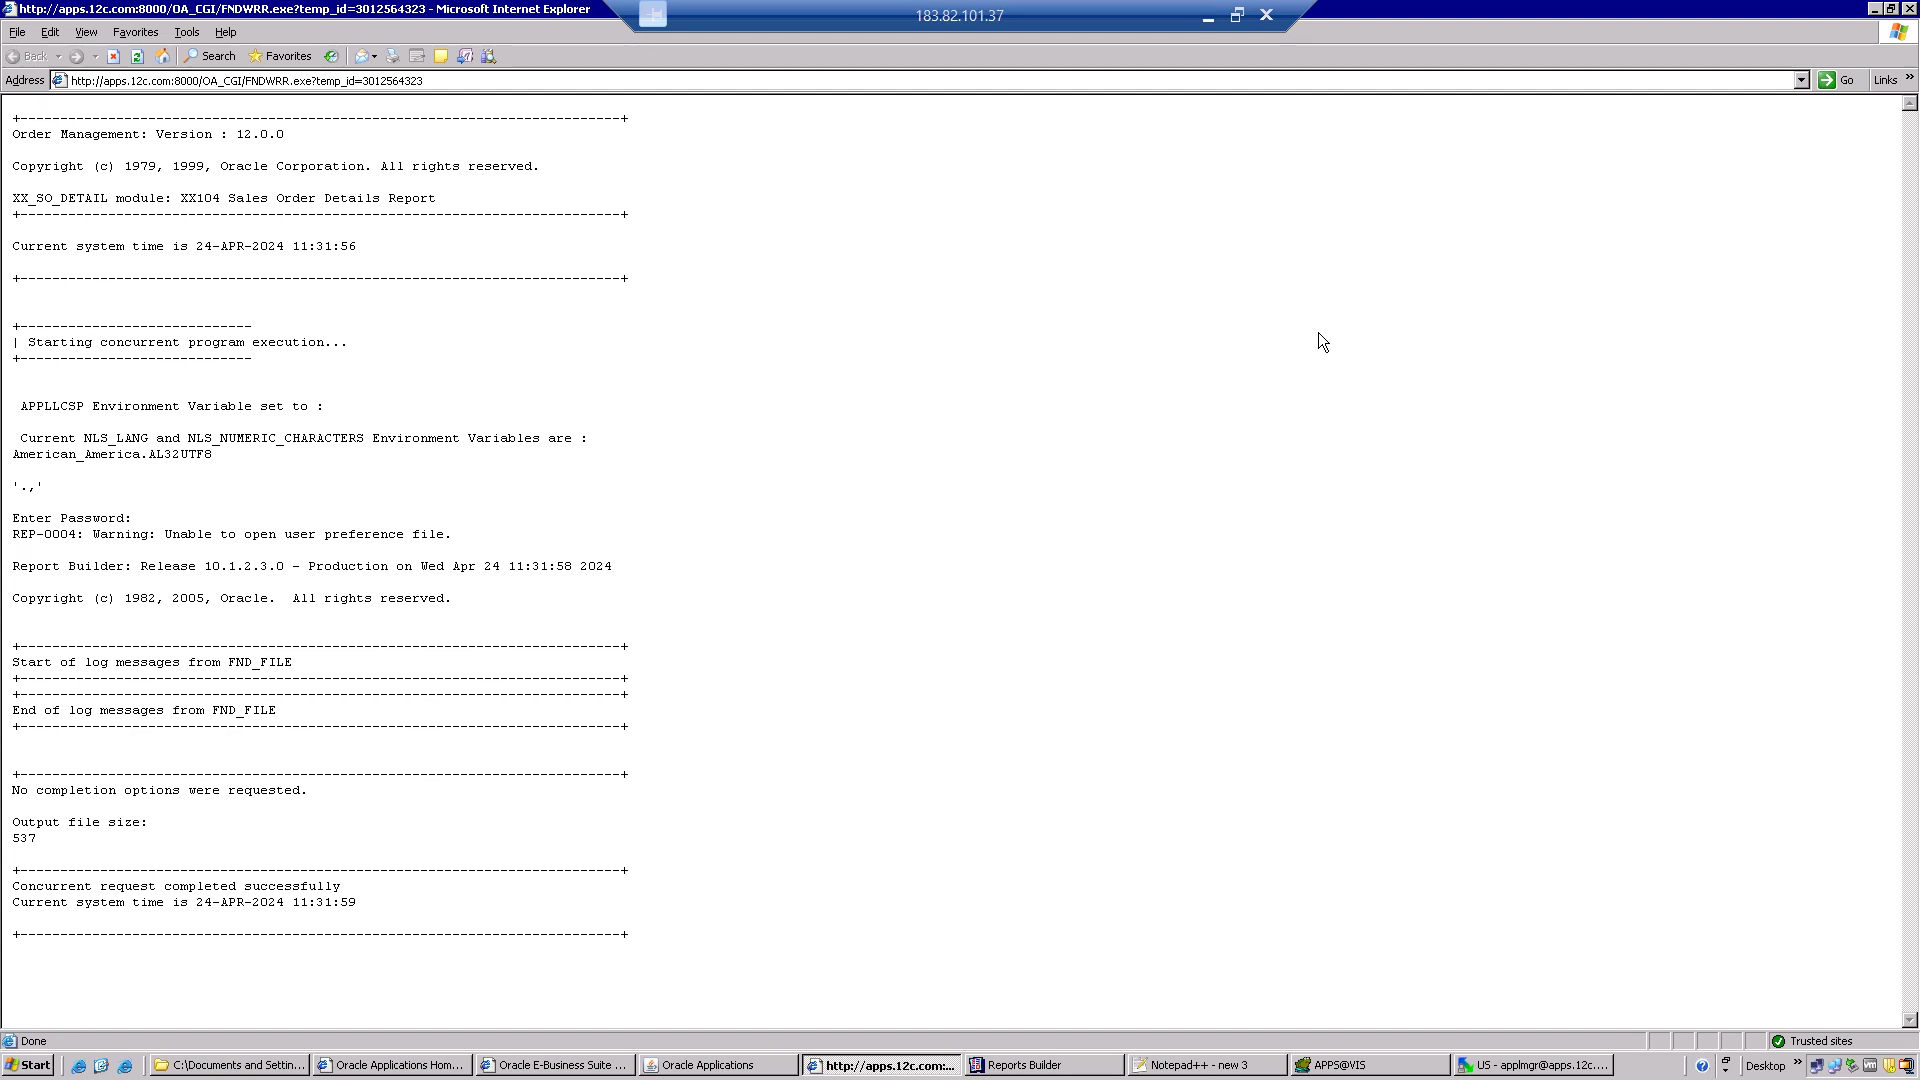 http://apps.12c.com:8000/OA_CGI/FNDWRR.exe?temp_id=3012564323 - Microsoft Internet Explorer
183.82.101.37
File Edit View Favorites Tools Help
Back Search Favorites
Address http://apps.12c.com:8000/OA_CGI/FNDWRR.exe?temp_id=3012564323 Go Links »
+---------------------------------------------------------------------------+
Order Management: Version : 12.0.0
Copyright (c) 1979, 1999, Oracle Corporation. All rights reserved.
XX_SO_DETAIL module: XX104 Sales Order Details Report
+---------------------------------------------------------------------------+
Current system time is 24-APR-2024 11:31:56
+---------------------------------------------------------------------------+
+-----------------------------
| Starting concurrent program execution...
+-----------------------------
APPLLCSP Environment Variable set to :
Current NLS_LANG and NLS_NUMERIC_CHARACTERS Environment Variables are :
American_America.AL32UTF8
'.,'
Enter Password:
REP-0004: Warning: Unable to open user preference file.
Report Builder: Release 10.1.2.3.0 - Production on Wed Apr 24 11:31:58 2024
Copyright (c) 1982, 2005, Oracle.  All rights reserved.
+---------------------------------------------------------------------------+
Start of log messages from FND_FILE
+---------------------------------------------------------------------------+
+---------------------------------------------------------------------------+
End of log messages from FND_FILE
+---------------------------------------------------------------------------+
+---------------------------------------------------------------------------+
No completion options were requested.
Output file size:
537
+---------------------------------------------------------------------------+
Concurrent request completed successfully
Current system time is 24-APR-2024 11:31:59
+---------------------------------------------------------------------------+
Done Trusted sites
Start C:\Documents and Settin... Oracle Applications Hom... Oracle E-Business Suite ... Oracle Applications http://apps.12c.com:... Reports Builder Notepad++ - new 3 APPS@VIS US - applmgr@apps.12c.... Desktop »